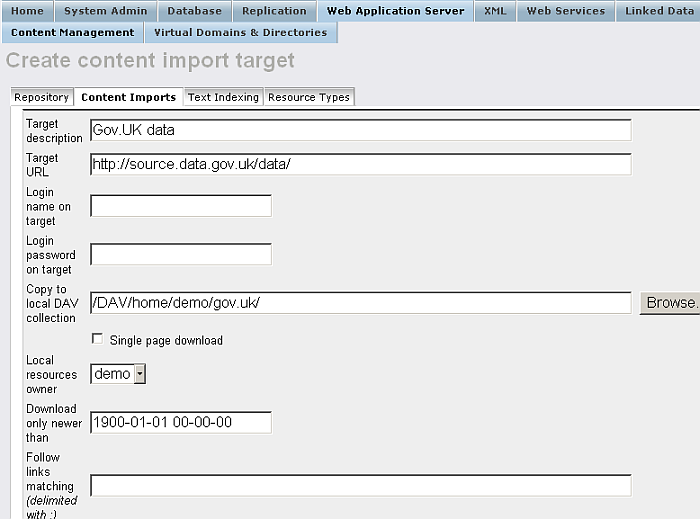 Home System Admin Database Replication Web Application Server XML Web Services Linked Data
Content Management Virtual Domains & Directories
Create content import target
Repository Content Imports Text Indexing Resource Types
Target
description Gov.UK data
Target
URL http://source.data.gov.uk/data/
Login
name on
target
Login
password
on target
Copy to
local DAV
collection /DAV/home/demo/gov.uk/ Browse.
Single page download
Local
resources
owner demo
Download
only newer
than 1900-01-01 00-00-00
Follow
links
matching
(delimited
with ;)